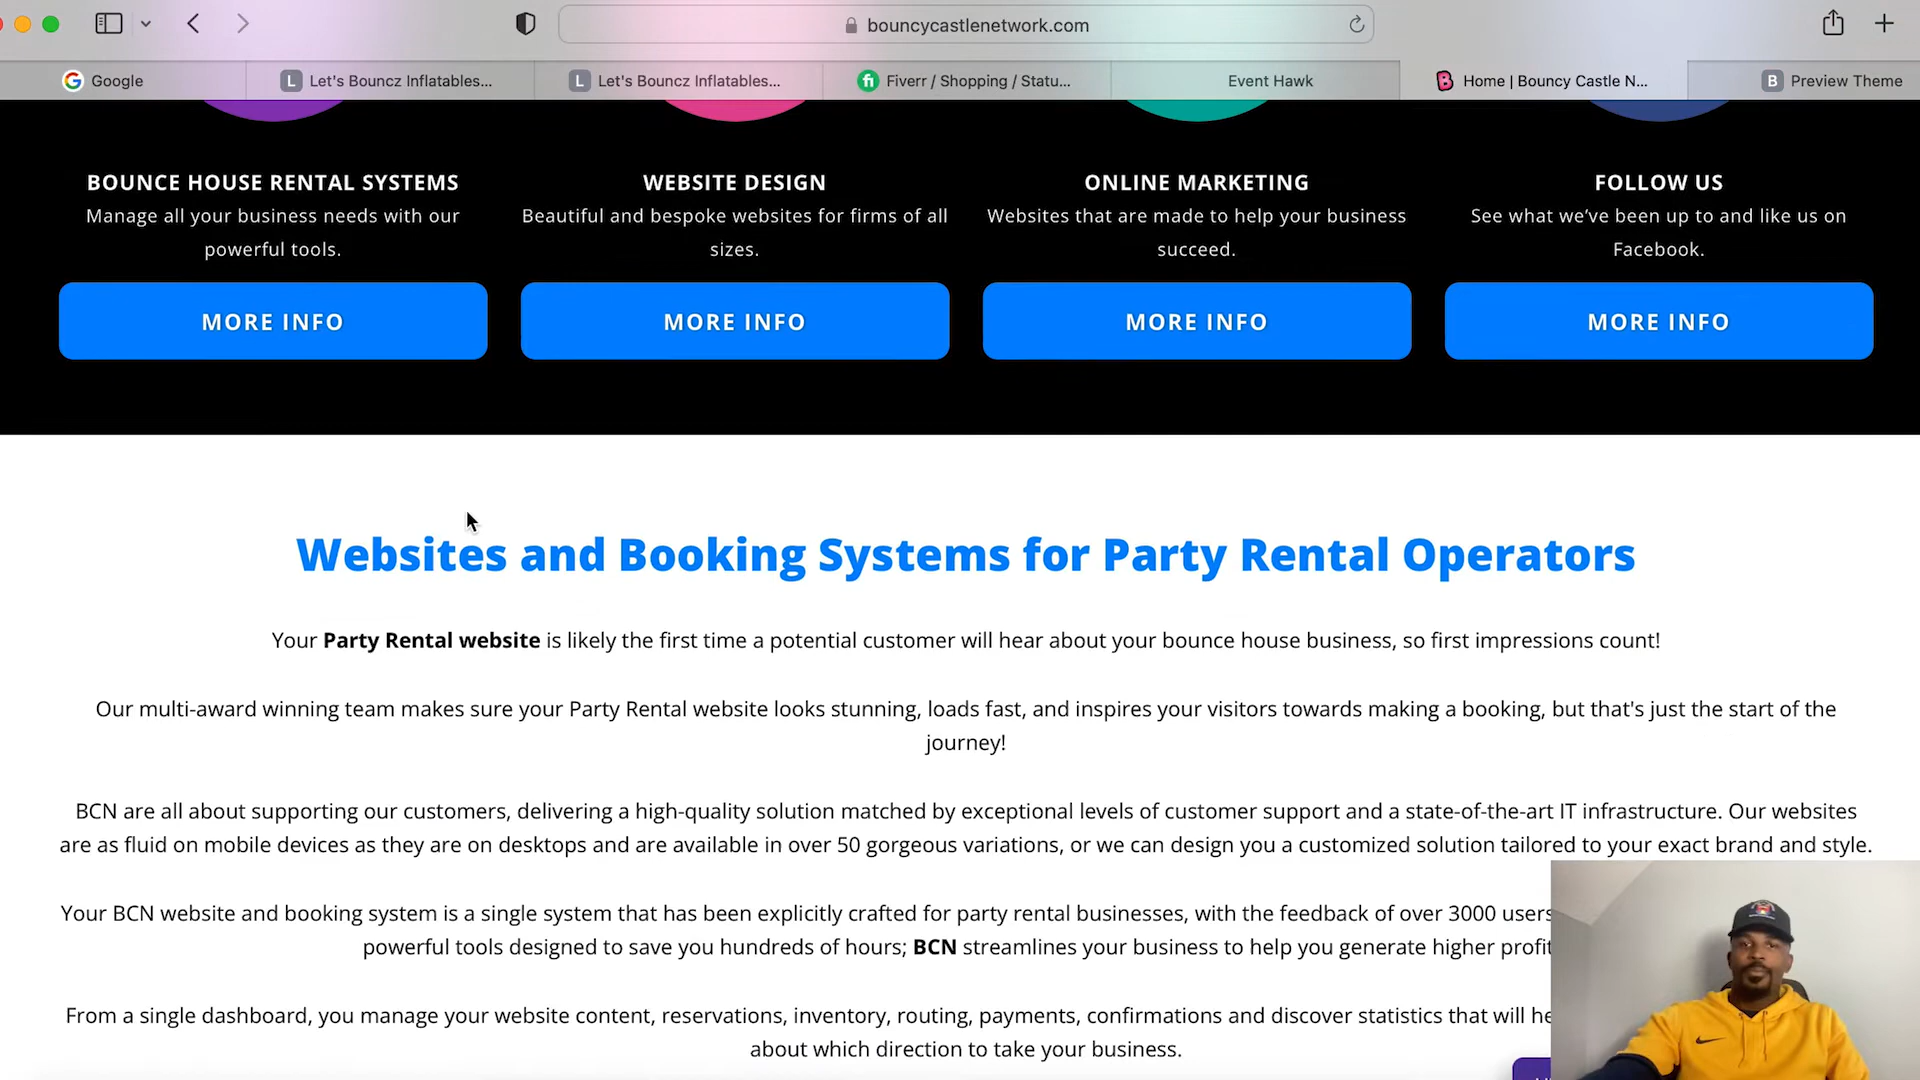 bouncycastlenetwork.com
Google
L Let's Bouncz Inflatables...
L Let's Bouncz Inflatables...
fi Fiverr / Shopping / Statu...
Event Hawk
B Home | Bouncy Castle N...
B Preview Theme
BOUNCE HOUSE RENTAL SYSTEMS
Manage all your business needs with our
powerful tools.
MORE INFO
WEBSITE DESIGN
Beautiful and bespoke websites for firms of all
sizes.
MORE INFO
ONLINE MARKETING
Websites that are made to help your business
succeed.
MORE INFO
FOLLOW US
See what we’ve been up to and like us on
Facebook.
MORE INFO
Websites and Booking Systems for Party Rental Operators
Your Party Rental website is likely the first time a potential customer will hear about your bounce house business, so first impressions count!
Our multi-award winning team makes sure your Party Rental website looks stunning, loads fast, and inspires your visitors towards making a booking, but that's just the start of the
journey!
BCN are all about supporting our customers, delivering a high-quality solution matched by exceptional levels of customer support and a state-of-the-art IT infrastructure. Our websites
are as fluid on mobile devices as they are on desktops and are available in over 50 gorgeous variations, or we can design you a customized solution tailored to your exact brand and style.
Your BCN website and booking system is a single system that has been explicitly crafted for party rental businesses, with the feedback of over 3000 users
powerful tools designed to save you hundreds of hours; BCN streamlines your business to help you generate higher profit
From a single dashboard, you manage your website content, reservations, inventory, routing, payments, confirmations and discover statistics that will he
about which direction to take your business.